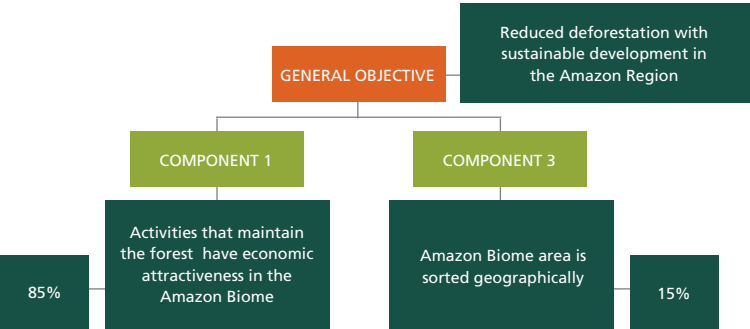 Reduced deforestation with
sustainable development in
the Amazon Region
GENERAL OBJECTIVE
COMPONENT 1
COMPONENT 3
Activities that maintain
the forest have economic
attractiveness in the
Amazon Biome
Amazon Biome area is
sorted geographically
85%
15%